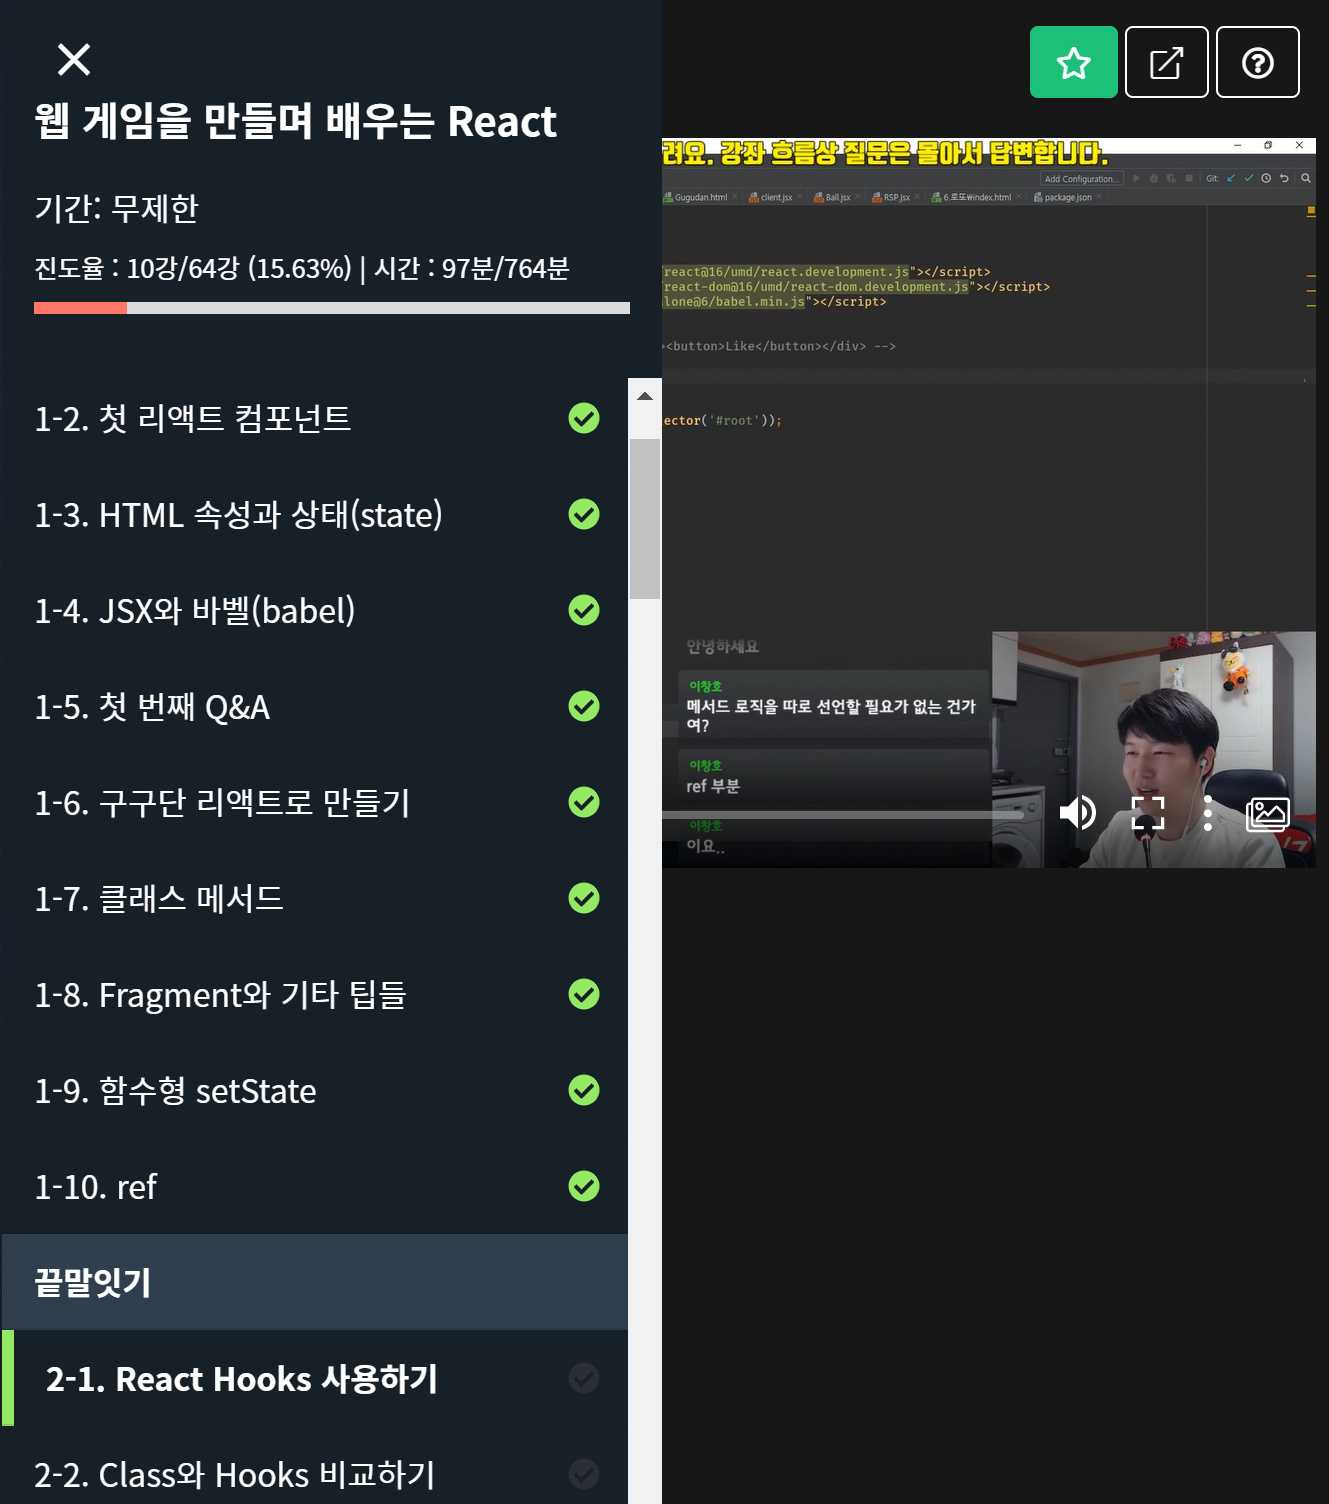 웹 게임을 만들며 배우는 React
기간: 무제한
진도율 : 10강/64강 (15.63%) | 시간 : 97분/764분
1-2. 첫 리액트 컴포넌트
1-3. HTML 속성과 상태(state)
1-4. JSX와 바벨(babel)
1-5. 첫 번째 Q&A
1-6. 구구단 리액트로 만들기
1-7. 클래스 메서드
1-8. Fragment와 기타 팁들
1-9. 함수형 setState
1-10. ref
끝말잇기
2-1. React Hooks 사용하기
2-2. Class와 Hooks 비교하기
려요. 강좌 흐름상 질문은 몰아서 답변합니다.
Add Configuration... Git:
Gugudan.html client.jsx Ball.jsx RSP.jsx 6.로또₩index.html package.json
react@16/umd/react.development.js"></script>
react-dom@16/umd/react-dom.development.js"></script>
lone@6/babel.min.js"></script>
><button>Like</button></div> -->
ector('#root'));
안녕하세요
이창호
메서드 로직을 따로 선언할 필요가 없는 건가
여?
이창호
ref 부분
이창호
이요..